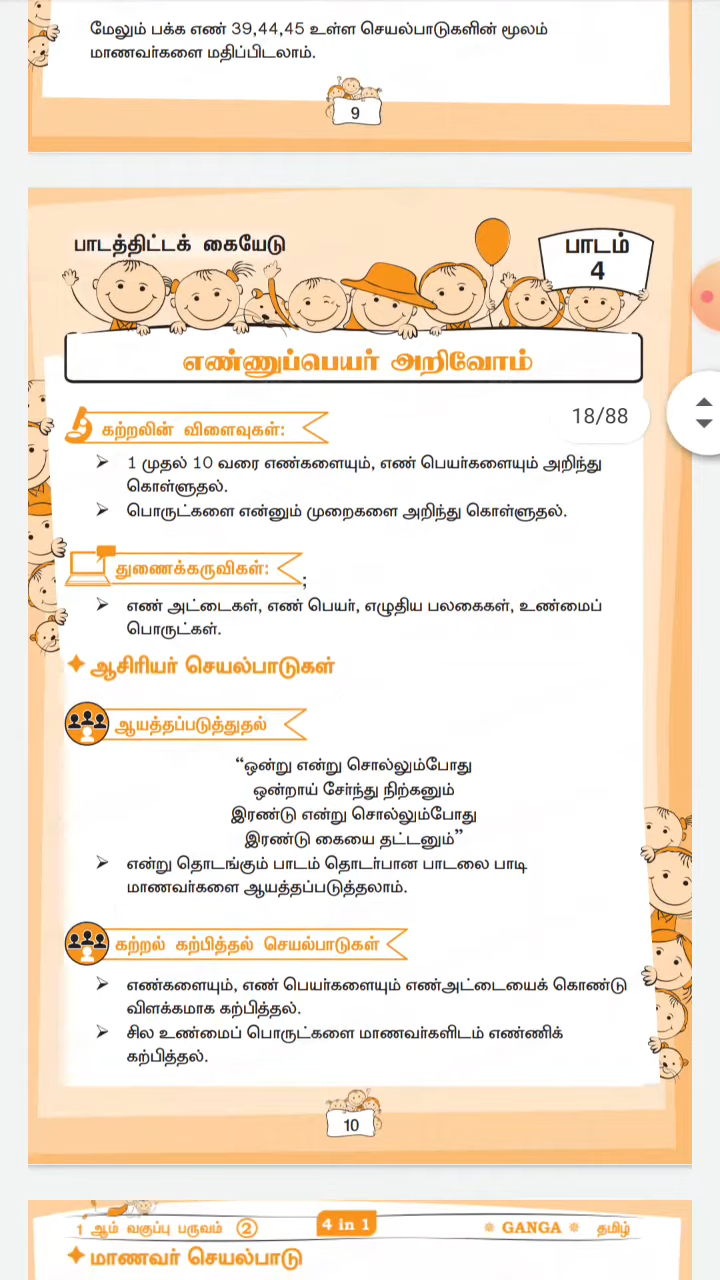 மேலும் பக்க எண் 39,44,45 உள்ள செயல்பாடுகளின் மூலம்
மாணவர்களை மதிப்பிடலாம்.
9
பாடத்திட்டக் கையேடு
பாடம்
4
எண்ணுப்பெயர் அறிவோம்
18/88
கற்றலின் விளைவுகள்:
➢ 1 முதல் 10 வரை எண்களையும், எண் பெயர்களையும் அறிந்து
கொள்ளுதல்.
➢ பொருட்களை என்னும் முறைகளை அறிந்து கொள்ளுதல்.
துணைக்கருவிகள்:
;
➢ எண் அட்டைகள், எண் பெயர், எழுதிய பலகைகள், உண்மைப்
பொருட்கள்.
✦ ஆசிரியர் செயல்பாடுகள்
ஆயத்தப்படுத்துதல்
“ஒன்று என்று சொல்லும்போது
ஒன்றாய் சேர்ந்து நிற்கனும்
இரண்டு என்று சொல்லும்போது
இரண்டு கையை தட்டனும்”
➢ என்று தொடங்கும் பாடம் தொடர்பான பாடலை பாடி
மாணவர்களை ஆயத்தப்படுத்தலாம்.
கற்றல் கற்பித்தல் செயல்பாடுகள்
➢ எண்களையும், எண் பெயர்களையும் எண்அட்டையைக் கொண்டு
விளக்கமாக கற்பித்தல்.
➢ சில உண்மைப் பொருட்களை மாணவர்களிடம் எண்ணிக்
கற்பித்தல்.
10
1 ஆம் வகுப்பு பருவம் 2 4 in 1 ❋ GANGA ❋ தமிழ்
✦ மாணவர் செயல்பாடு